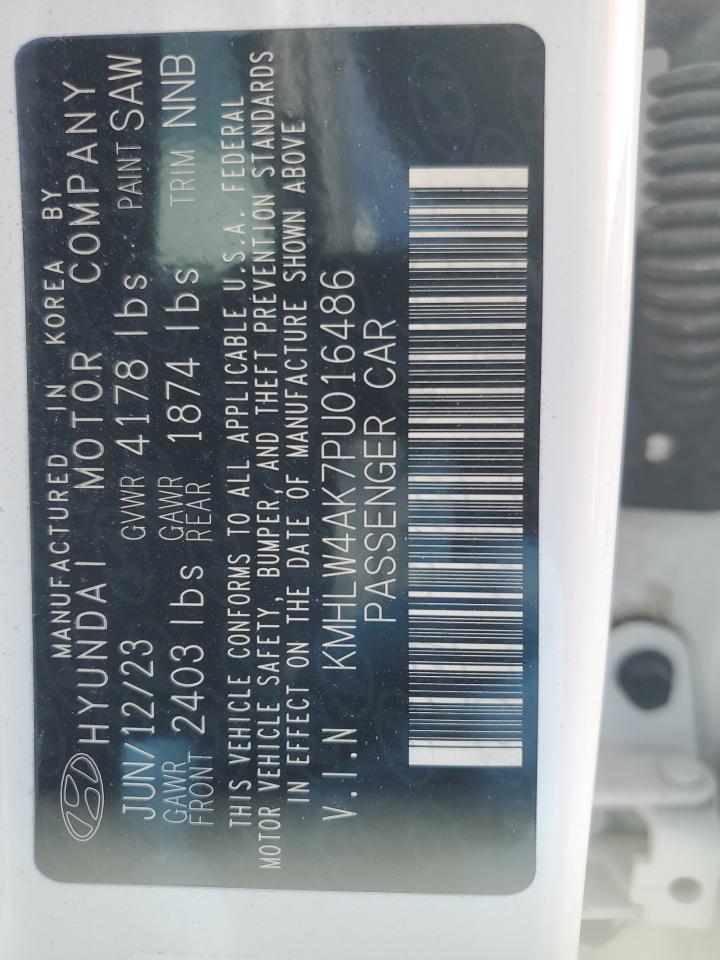 MANUFACTURED IN KOREA BY
HYUNDAI MOTOR COMPANY
JUN/12/23 GVWR 4178 lbs PAINT SAW
GAWR FRONT 2403 lbs GAWR REAR 1874 lbs TRIM NNB
THIS VEHICLE CONFORMS TO ALL APPLICABLE U.S.A. FEDERAL
MOTOR VEHICLE SAFETY, BUMPER, AND THEFT PREVENTION STANDARDS
IN EFFECT ON THE DATE OF MANUFACTURE SHOWN ABOVE
V.I.N KMHLW4AK7PU016486
PASSENGER CAR